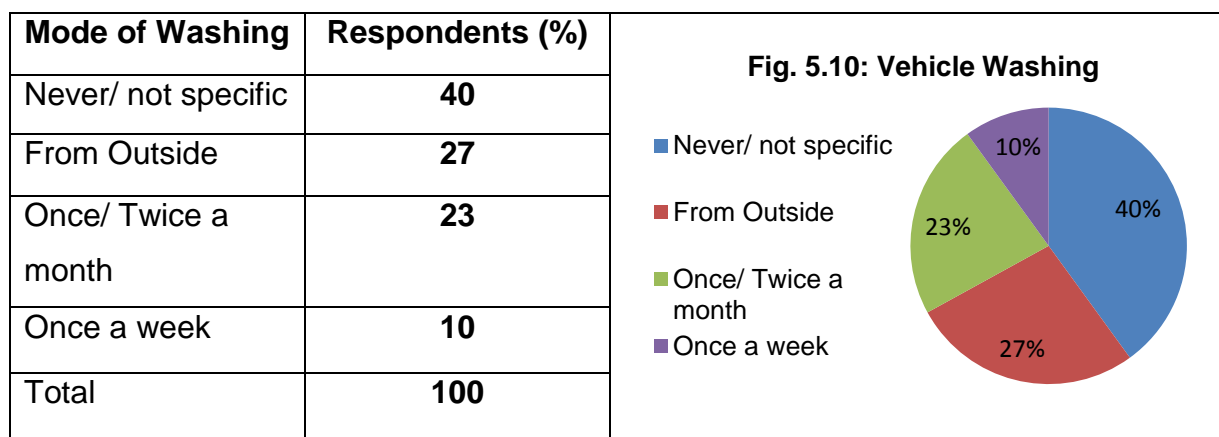 Mode of Washing Respondents (%)
Never/ not specific 40
From Outside 27
Once/ Twice a 23
month
Once a week 10
Total 100
Fig. 5.10: Vehicle Washing
Never/ not specific
From Outside
Once/ Twice a
month
Once a week
10%
40%
23%
27%